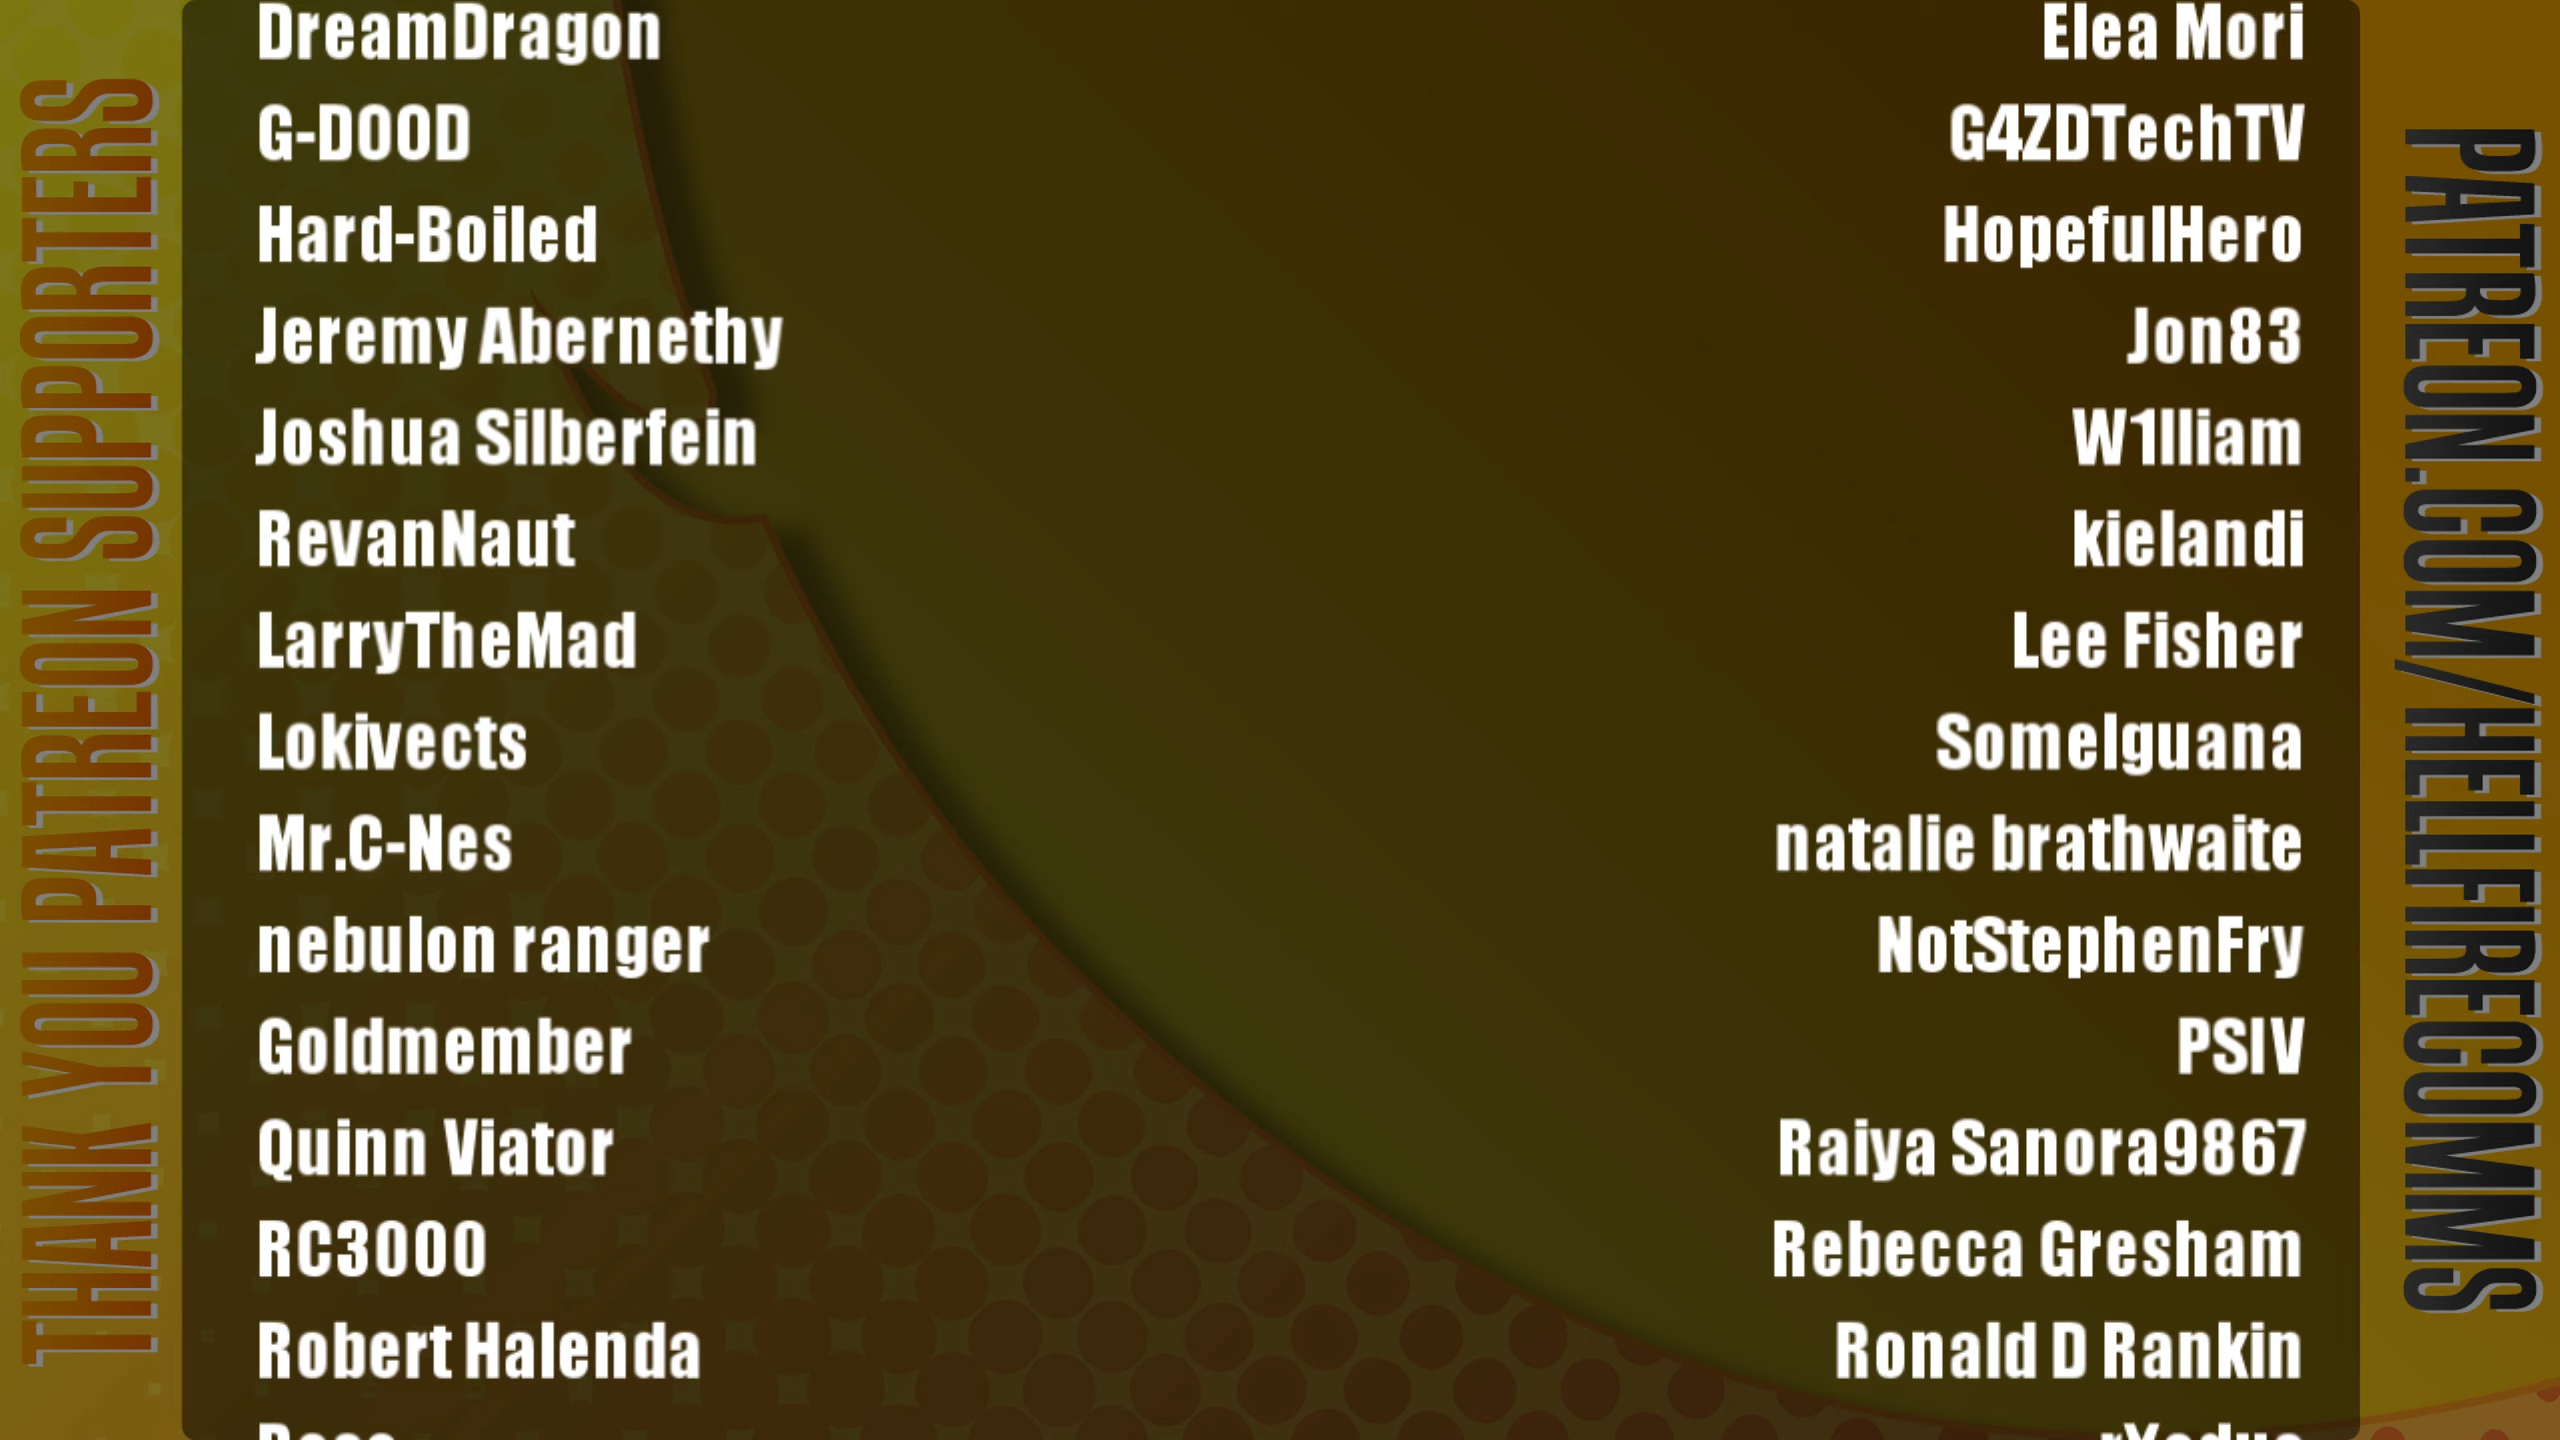 THANK YOU PATREON SUPPORTERS
DreamDragon
G-DOOD
Hard-Boiled
Jeremy Abernethy
Joshua Silberfein
RevanNaut
LarryTheMad
Lokivects
Mr.C-Nes
nebulon ranger
Goldmember
Quinn Viator
RC3000
Robert Halenda
Elea Mori
G4ZDTechTV
HopefulHero
Jon83
W1lliam
kielandi
Lee Fisher
SomeIguana
natalie brathwaite
NotStephenFry
PSIV
Raiya Sanora9867
Rebecca Gresham
Ronald D Rankin
PATREON.COM/HELLFIRECOMMS